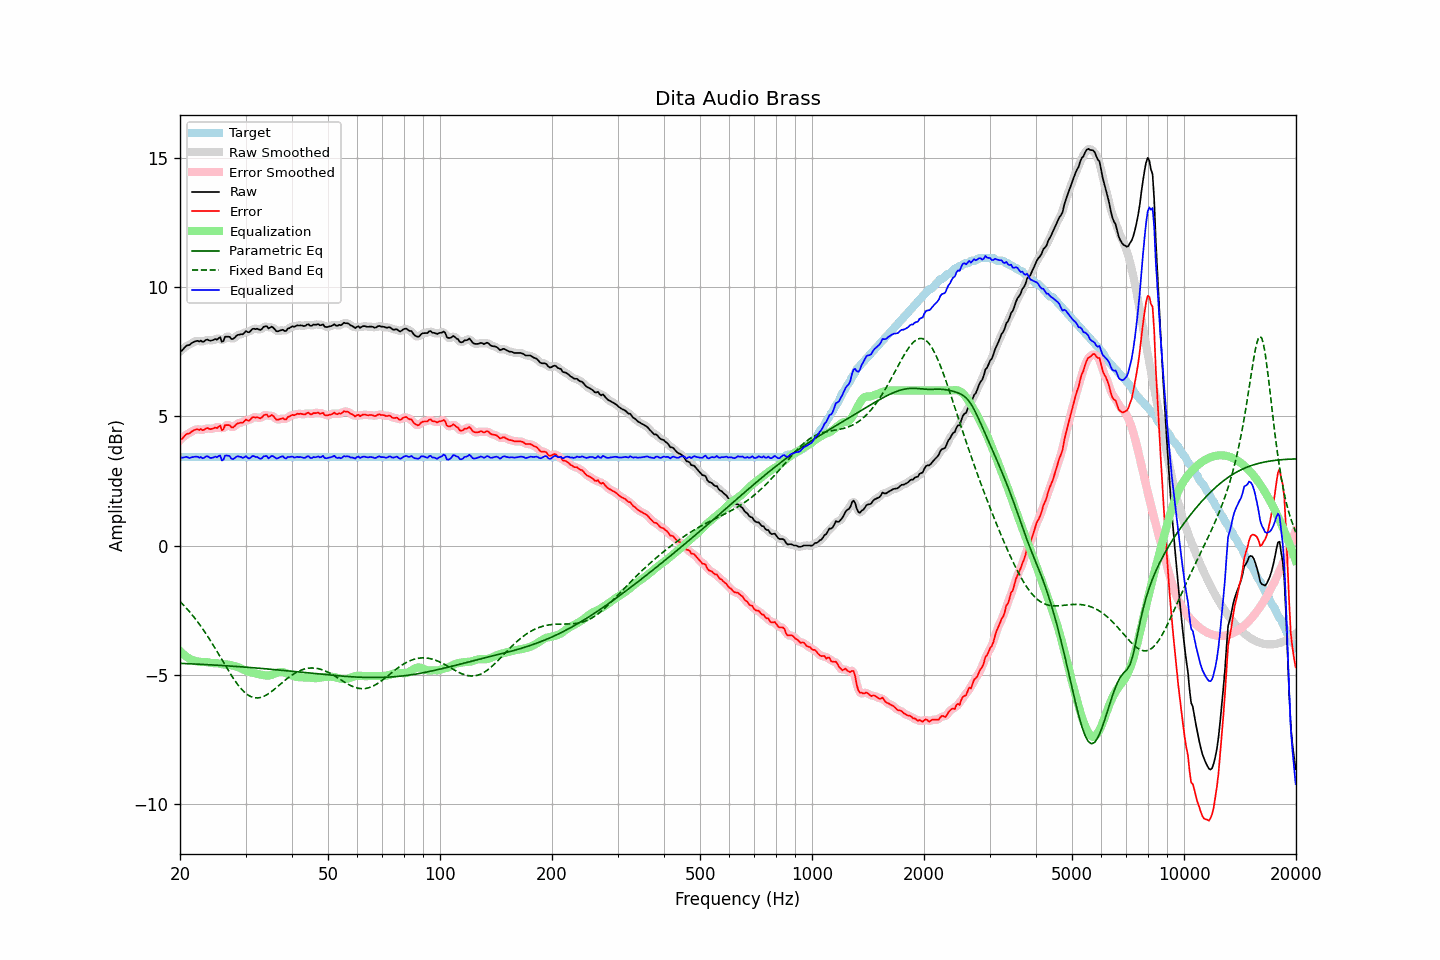 Dita Audio Brass
Target
Raw Smoothed
Error Smoothed
Raw
Error
Equalization
Parametric Eq
Fixed Band Eq
Equalized
Amplitude (dBr)
15
10
5
0
−5
−10
20 50 100 200 500 1000 2000 5000 10000 20000
Frequency (Hz)